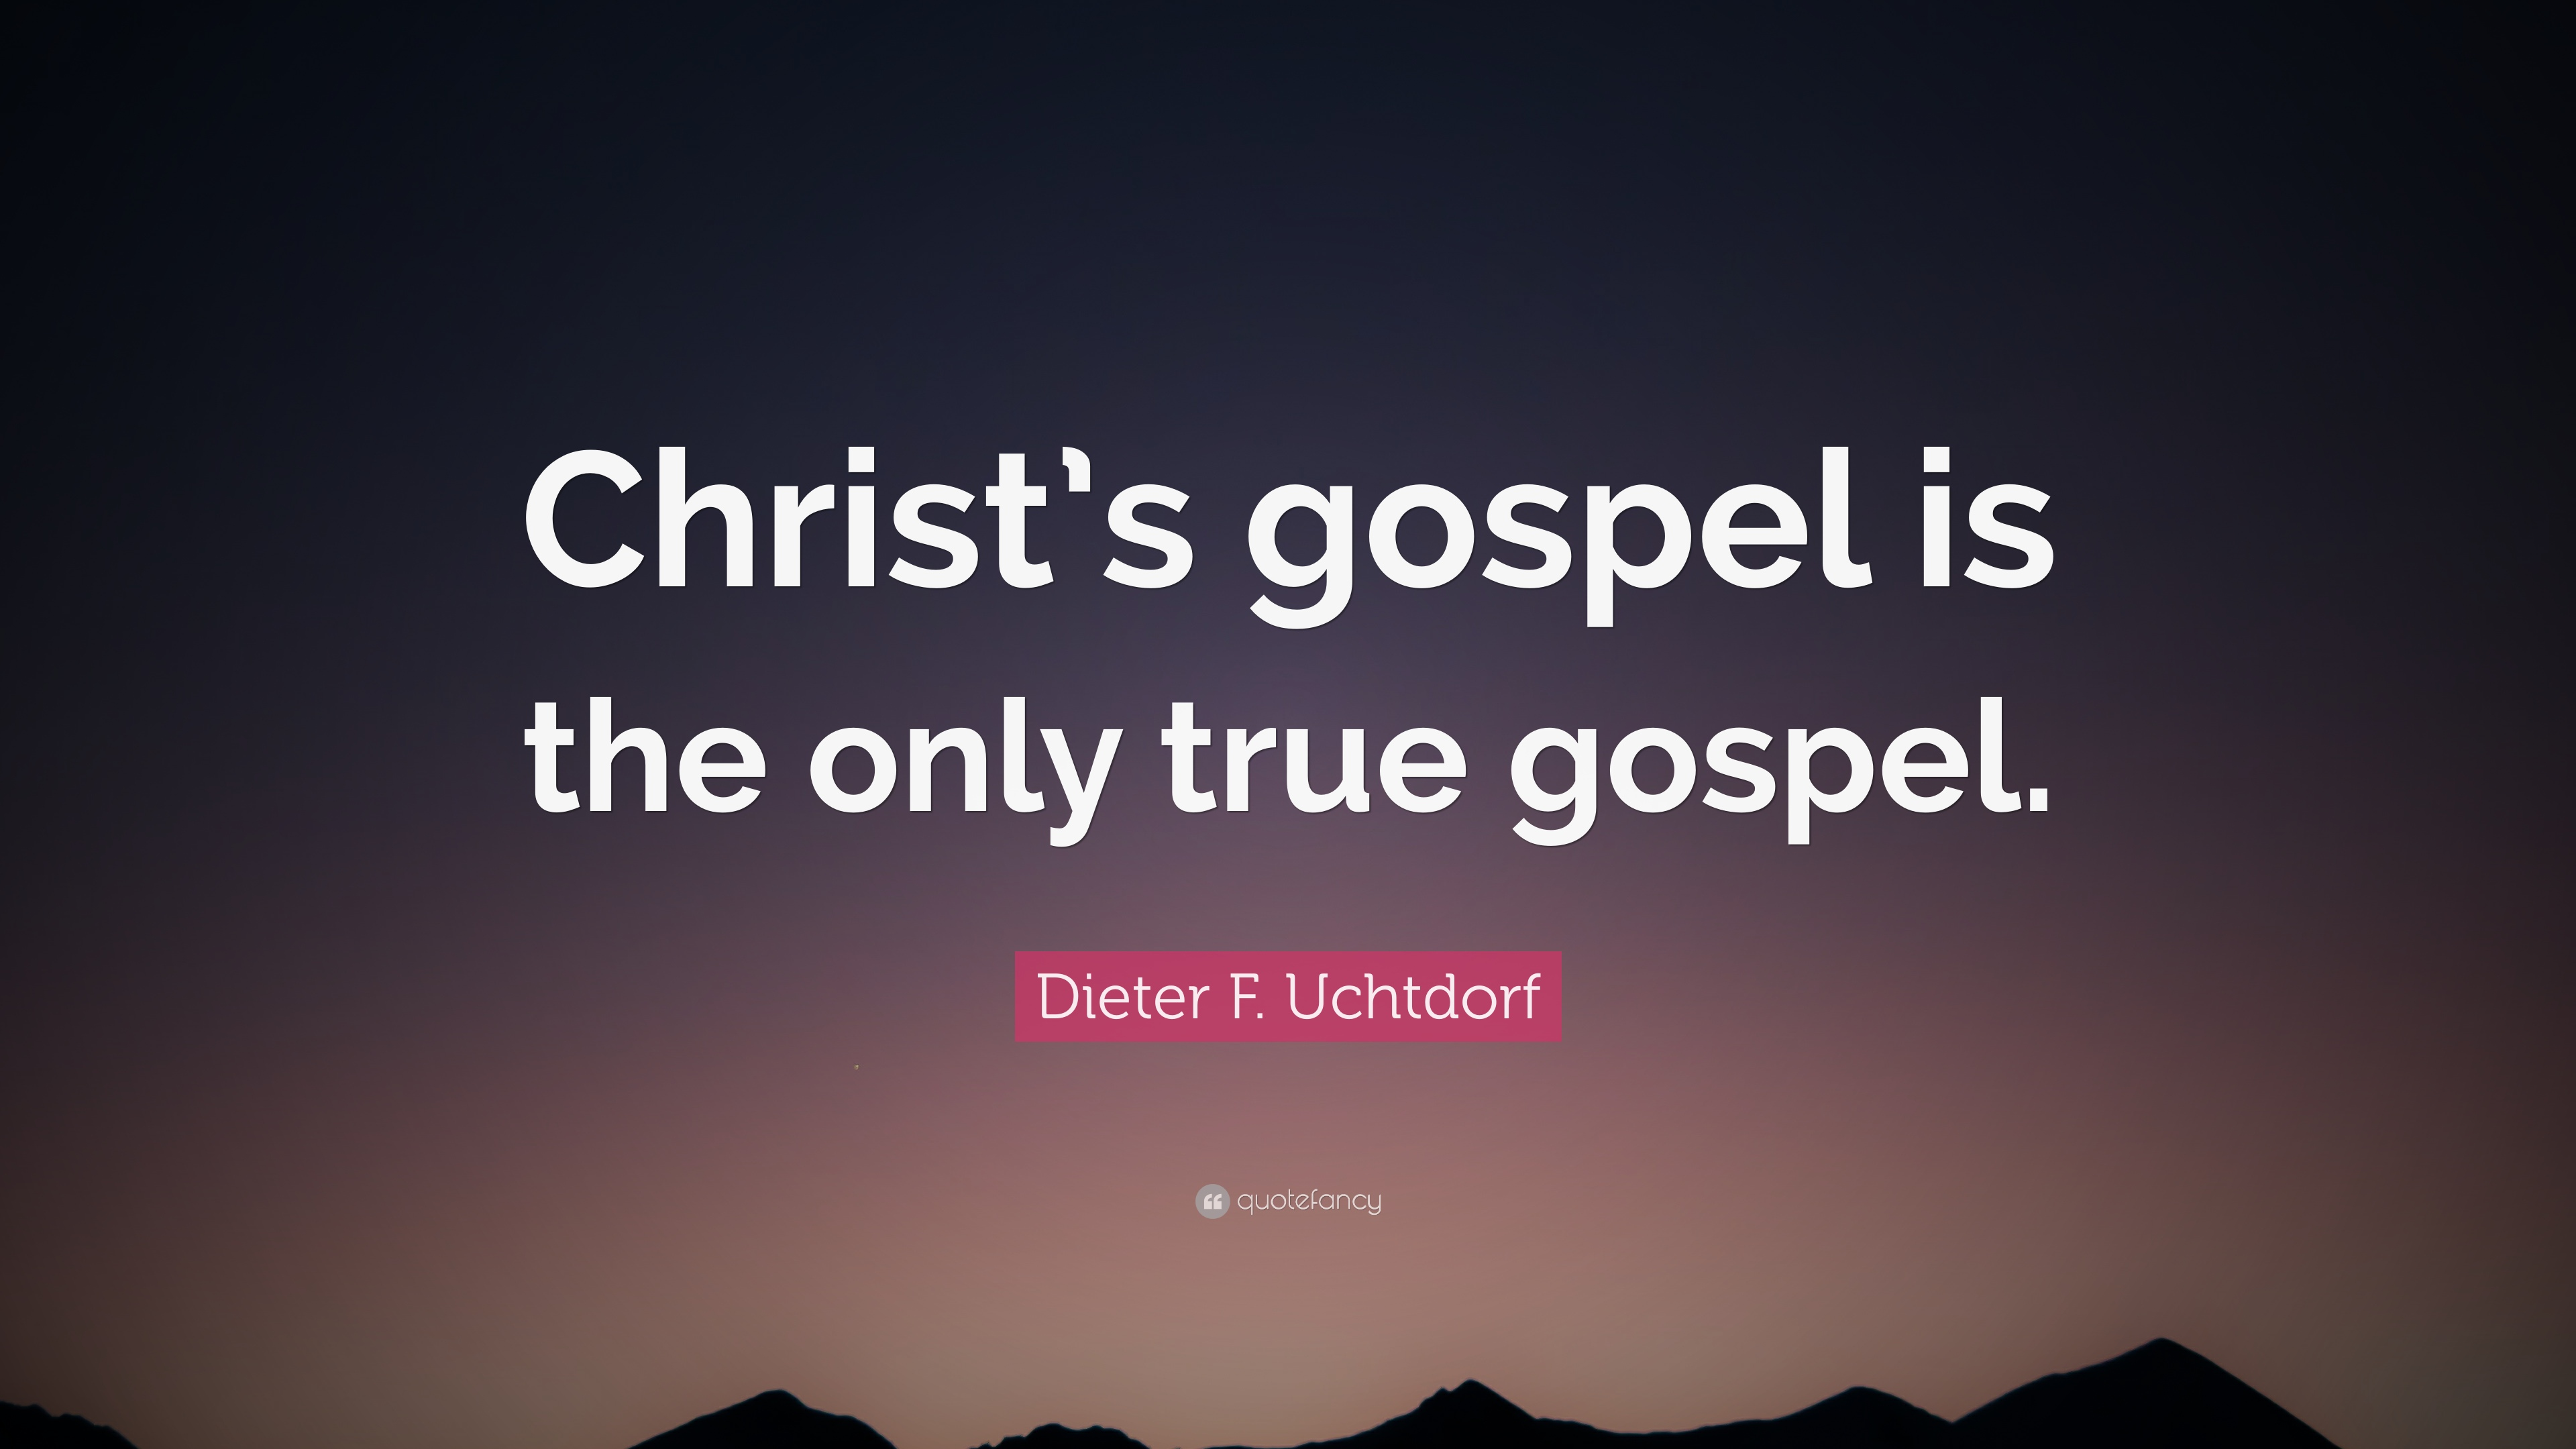 Christ’s gospel is
the only true gospel.
Dieter F. Uchtdorf
quotefancy